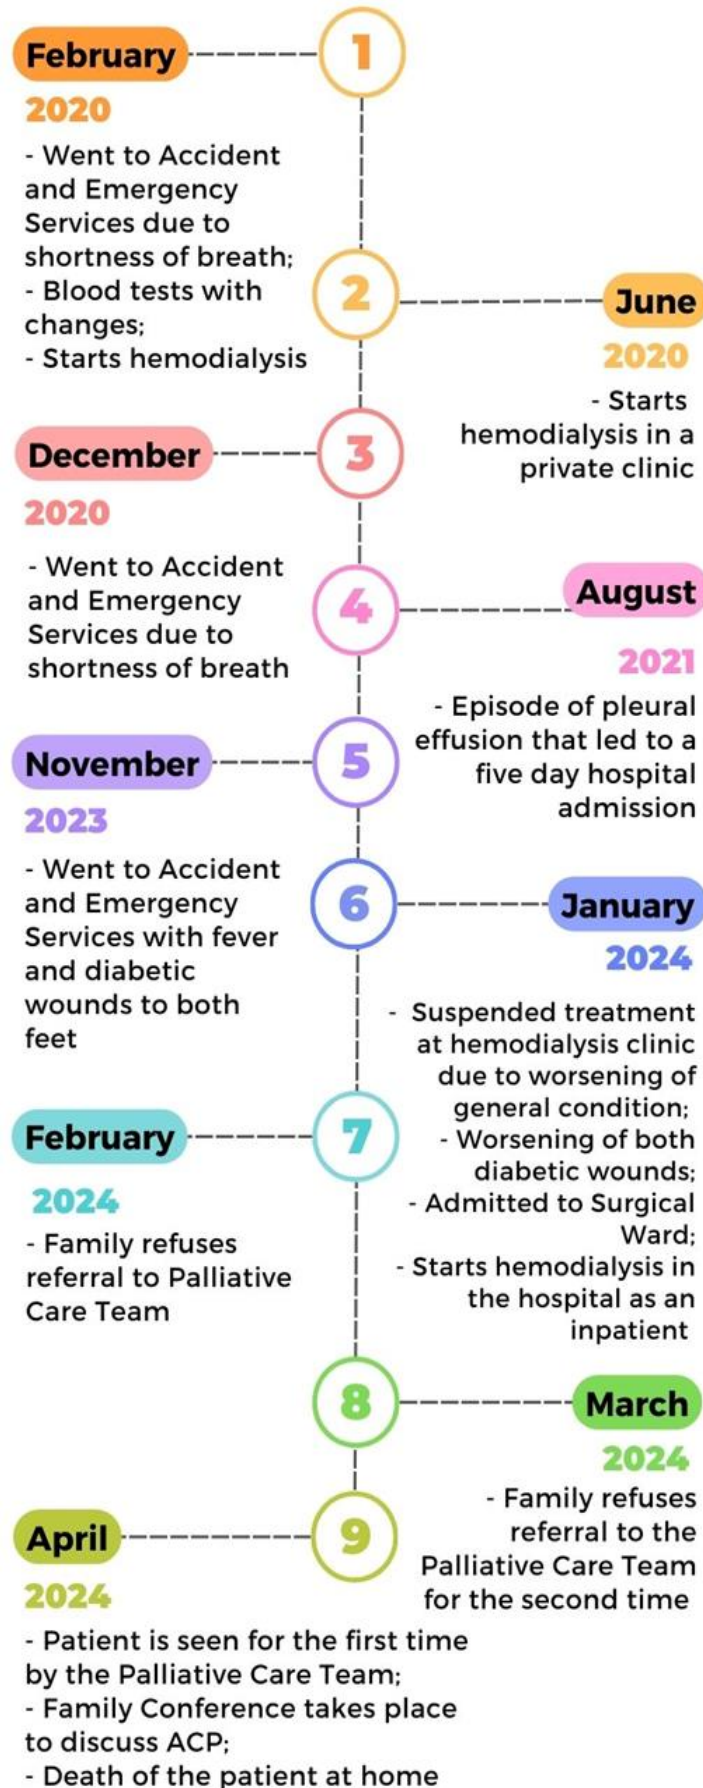 February
1
2020
- Went to Accident
and Emergency
Services due to
shortness of breath;
- Blood tests with
changes;
- Starts hemodialysis
2
June
2020
- Starts
hemodialysis in a
private clinic
December
3
2020
- Went to Accident
and Emergency
Services due to
shortness of breath
4
August
2021
- Episode of pleural
effusion that led to a
five day hospital
admission
November
5
2023
- Went to Accident
and Emergency
Services with fever
and diabetic
wounds to both
feet
6
January
2024
- Suspended treatment
at hemodialysis clinic
due to worsening of
general condition;
- Worsening of both
diabetic wounds;
- Admitted to Surgical
Ward;
- Starts hemodialysis in
the hospital as an
inpatient
February
7
2024
- Family refuses
referral to Palliative
Care Team
8
March
2024
- Family refuses
referral to the
Palliative Care Team
for the second time
April
9
2024
- Patient is seen for the first time
by the Palliative Care Team;
- Family Conference takes place
to discuss ACP;
- Death of the patient at home